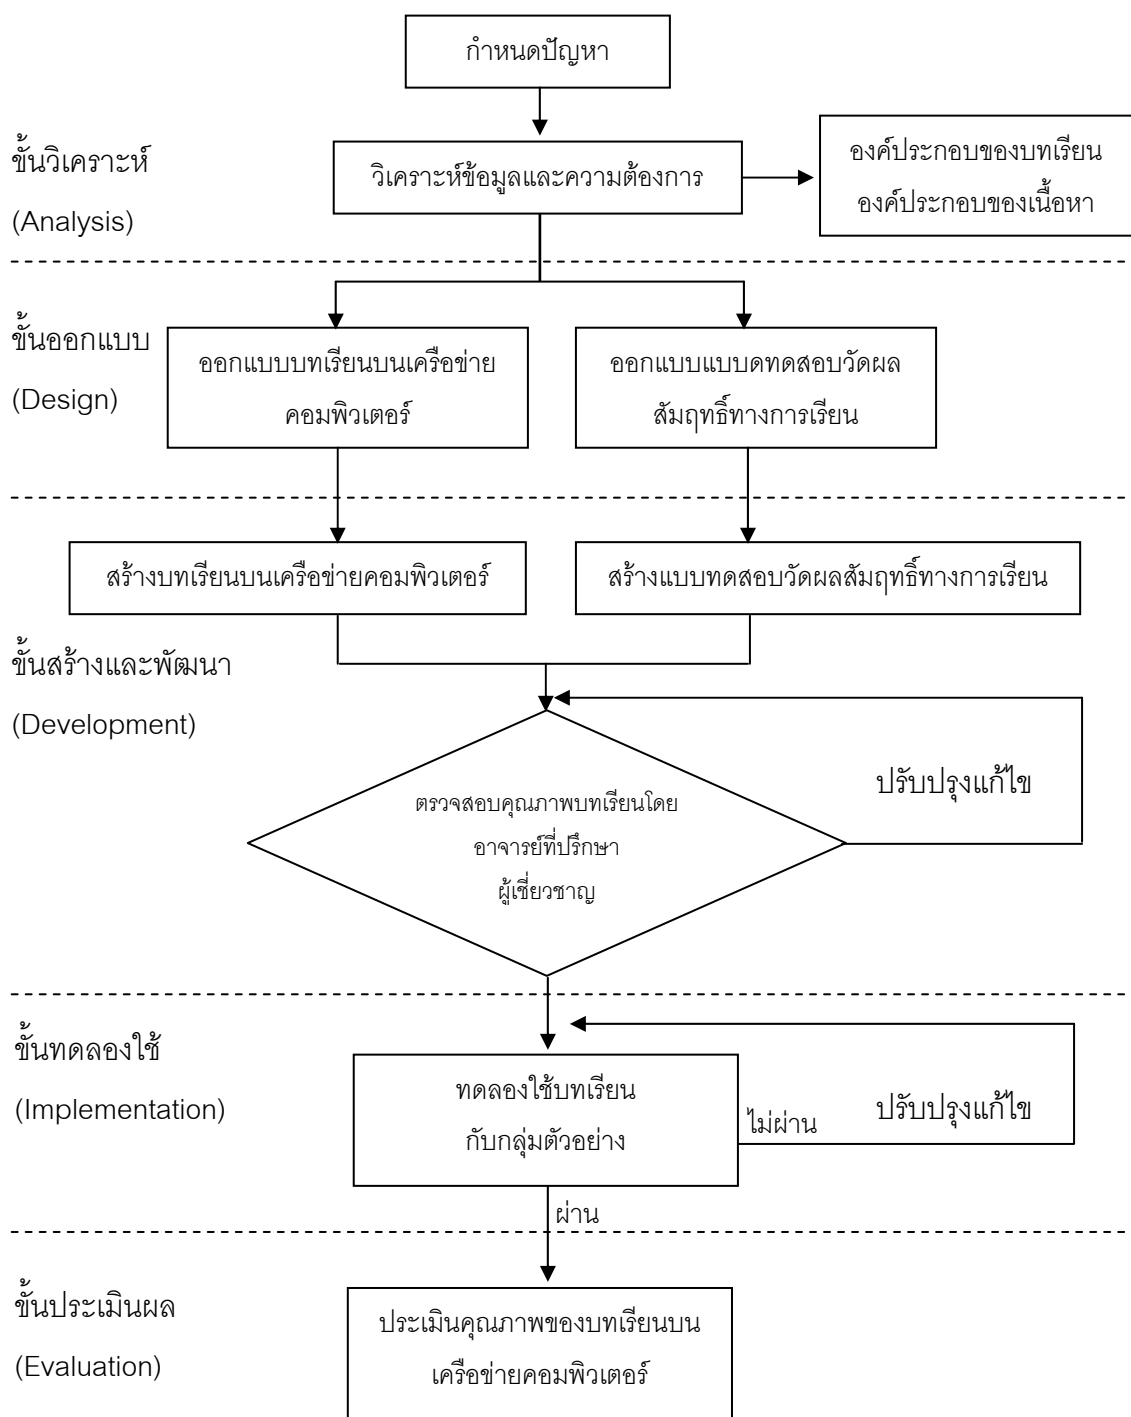 กำหนดปัญหา
ขั้นวิเคราะห์
(Analysis)
วิเคราะห์ข้อมูลและความต้องการ
องค์ประกอบของบทเรียน
องค์ประกอบของเนื้อหา
ขั้นออกแบบ
(Design)
ออกแบบบทเรียนบนเครือข่าย
คอมพิวเตอร์
ออกแบบแบบดทดสอบวัดผล
สัมฤทธิ์ทางการเรียน
สร้างบทเรียนบนเครือข่ายคอมพิวเตอร์
สร้างแบบทดสอบวัดผลสัมฤทธิ์ทางการเรียน
ขั้นสร้างและพัฒนา
(Development)
ปรับปรุงแก้ไข
ตรวจสอบคุณภาพบทเรียนโดย
อาจารย์ที่ปรึกษา
ผู้เชี่ยวชาญ
ขั้นทดลองใช้
(Implementation)
ทดลองใช้บทเรียน
กับกลุ่มตัวอย่าง
ไม่ผ่าน
ปรับปรุงแก้ไข
ผ่าน
ขั้นประเมินผล
(Evaluation)
ประเมินคุณภาพของบทเรียนบน
เครือข่ายคอมพิวเตอร์